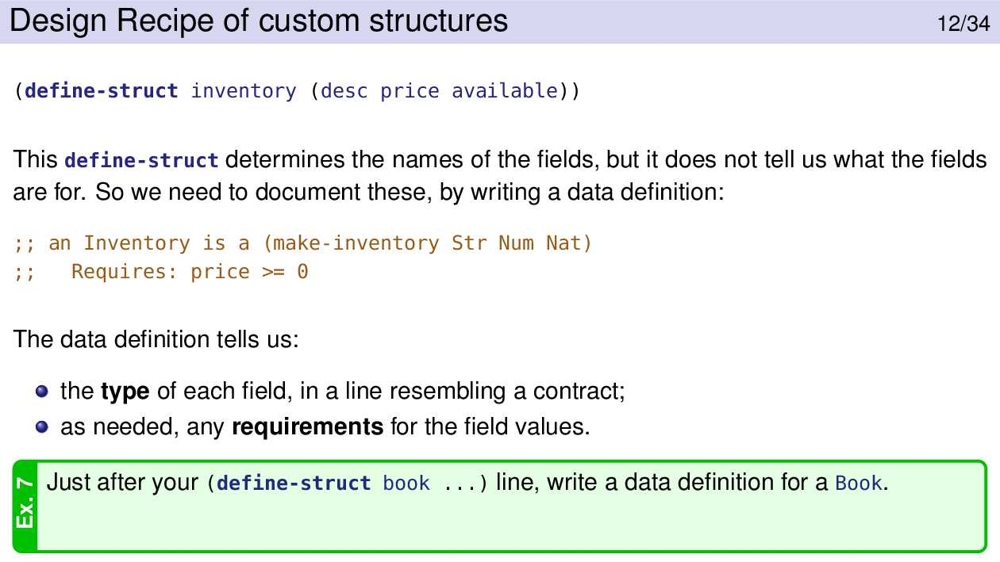 Design Recipe of custom structures 12/34
(define-struct inventory (desc price available))
This define-struct determines the names of the fields, but it does not tell us what the fields
are for. So we need to document these, by writing a data definition:
;; an Inventory is a (make-inventory Str Num Nat)
;;   Requires: price >= 0
The data definition tells us:
the type of each field, in a line resembling a contract;
as needed, any requirements for the field values.
Ex. 7
Just after your (define-struct book ...) line, write a data definition for a Book.